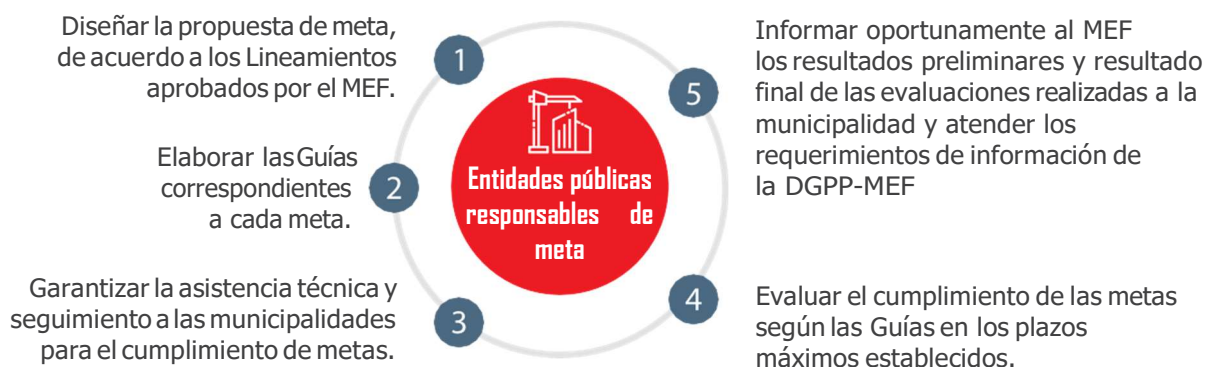 Diseñar la propuesta de meta,
de acuerdo a los Lineamientos
aprobados por el MEF.
1
Elaborar las Guías
correspondientes
a cada meta.
2
Garantizar la asistencia técnica y
seguimiento a las municipalidades
para el cumplimiento de metas.
3
Entidades públicas
responsables de
meta
4
Evaluar el cumplimiento de las metas
según las Guías en los plazos
máximos establecidos.
5
Informar oportunamente al MEF
los resultados preliminares y resultado
final de las evaluaciones realizadas a la
municipalidad y atender los
requerimientos de información de
la DGPP-MEF